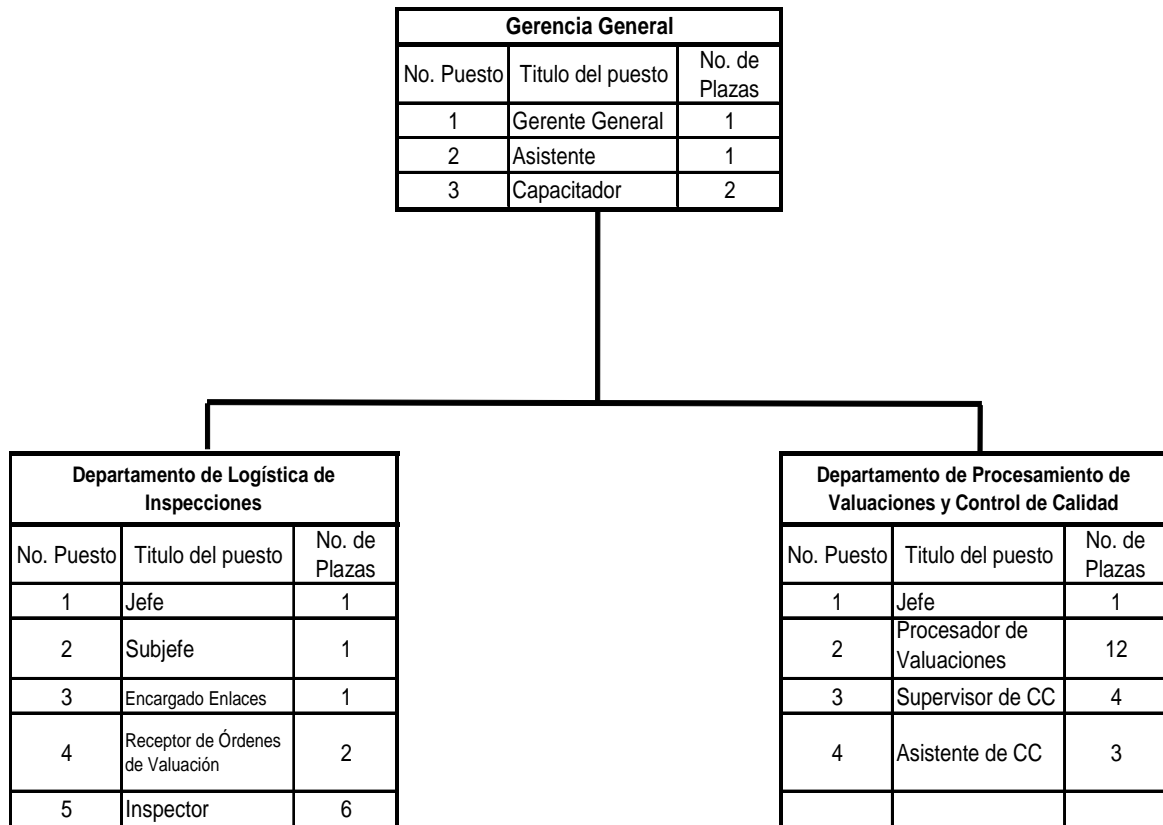 Gerencia General
No. Puesto Titulo del puesto No. de
Plazas
1 Gerente General 1
2 Asistente 1
3 Capacitador 2
Departamento de Logística de
Inspecciones
No. Puesto Titulo del puesto No. de
Plazas
1 Jefe 1
2 Subjefe 1
3 Encargado Enlaces 1
4 Receptor de Órdenes
de Valuación 2
5 Inspector 6
Departamento de Procesamiento de
Valuaciones y Control de Calidad
No. Puesto Titulo del puesto No. de
Plazas
1 Jefe 1
2 Procesador de
Valuaciones 12
3 Supervisor de CC 4
4 Asistente de CC 3